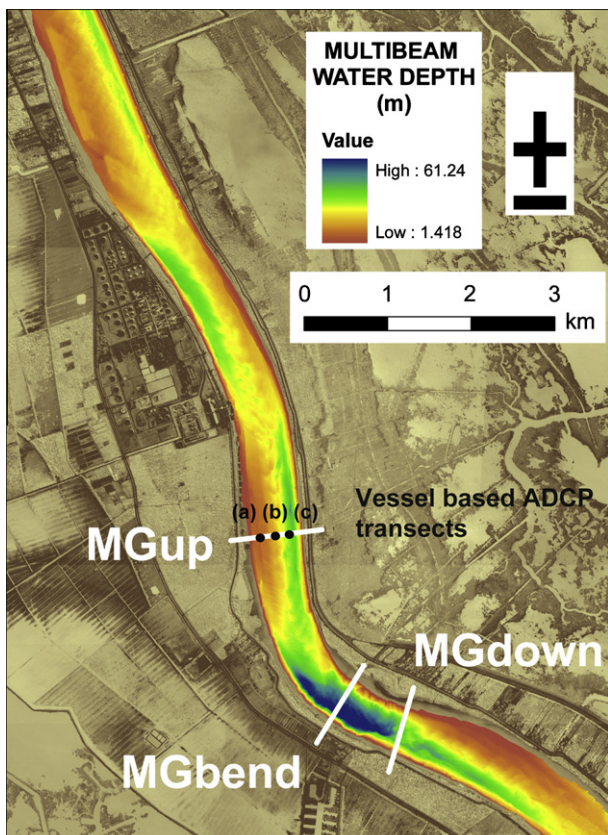 MULTIBEAM
WATER DEPTH
(m)
Value
High : 61.24
Low : 1.418
0 1 2 3
km
(a) (b) (c)
Vessel based ADCP
transects
MGup
MGdown
MGbend